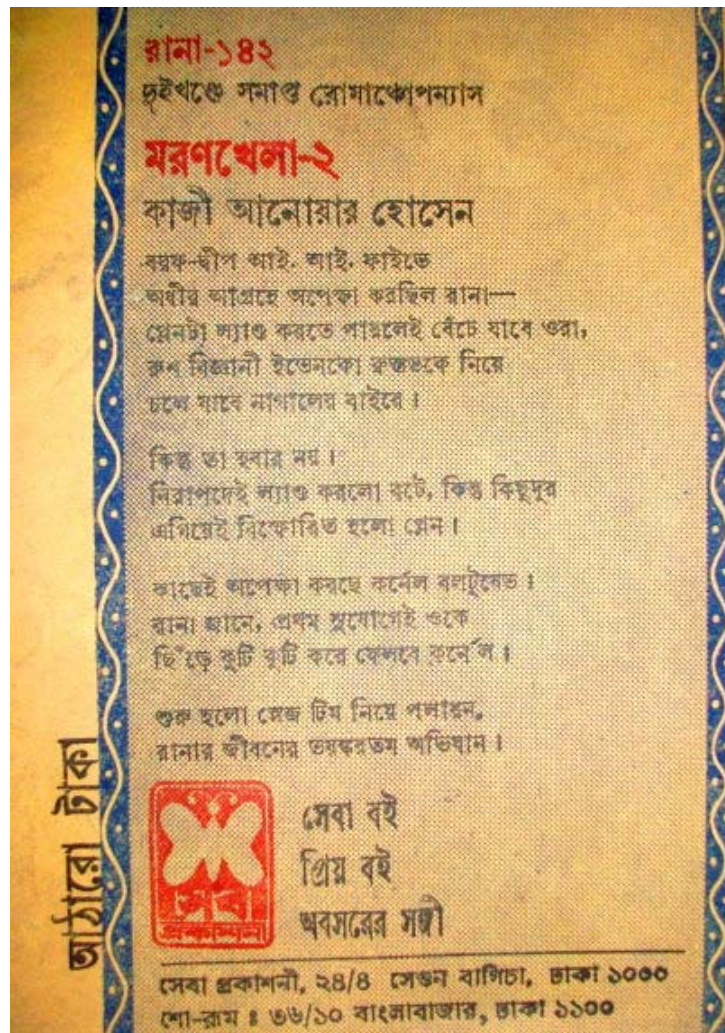 রানা-১৪২
দুইখণ্ডে সমাপ্ত রোমাঞ্চোপন্যাস
মরণখেলা-২
কাজী আনোয়ার হোসেন
বরফ-দ্বীপ আই. আই. ফাইভে
অধীর আগ্রহে অপেক্ষা করছিল রানা—
প্লেনটা ল্যাণ্ড করতে পারলেই বেঁচে যাবে ওরা,
রুশ বিজ্ঞানী ইভেনকো রুস্তভকে নিয়ে
চলে যাবে নাগালের বাইরে।
কিন্তু তা হবার নয়।
নিরাপদেই ল্যাণ্ড করলো বটে, কিন্তু কিছুদূর
এগিয়েই বিস্ফোরিত হলো প্লেন।
কাছেই অপেক্ষা করছে কর্নেল বলটুয়েভ।
রানা জানে, প্রথম সুযোগেই ওকে
ছিঁড়ে কুটি কুটি করে ফেলবে কর্নেল।
শুরু হলো স্লেজ টিম নিয়ে পলায়ন,
রানার জীবনের ভয়ঙ্করতম অভিযান।
সেবা বই
প্রিয় বই
অবসরের সঙ্গী
সেবা
প্রকাশনী
সেবা প্রকাশনী, ২৪/৪ সেগুন বাগিচা, ঢাকা ১০০০
শো-রূম ঃ ৩৬/১০ বাংলাবাজার, ঢাকা ১১০০
আঠারো টাকা